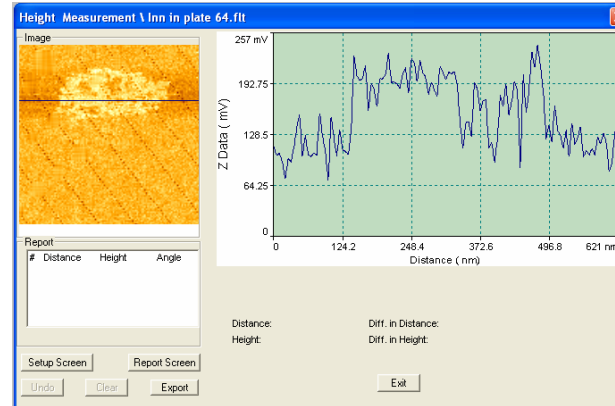 Height Measurement \ Inn in plate 64.flt
Image
Report
# Distance Height Angle
Setup Screen Report Screen
Undo Clear Export
Z Data ( mV)
257 mV
192.75
128.5
64.25
0
0 124.2 248.4 372.6 496.8 621 nm
Distance ( nm)
Distance: Diff. in Distance:
Height: Diff. in Height:
Exit